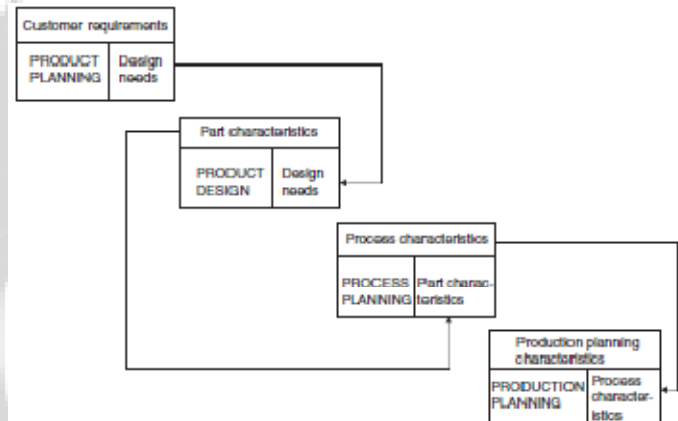 Customer requirements
PRODUCT
PLANNING
Design
needs
Part characteristics
PRODUCT
DESIGN
Design
needs
Process characteristics
PROCESS
PLANNING
Part charac-
teristics
Production planning
characteristics
PRODUCTION
PLANNING
Process
character-
istics